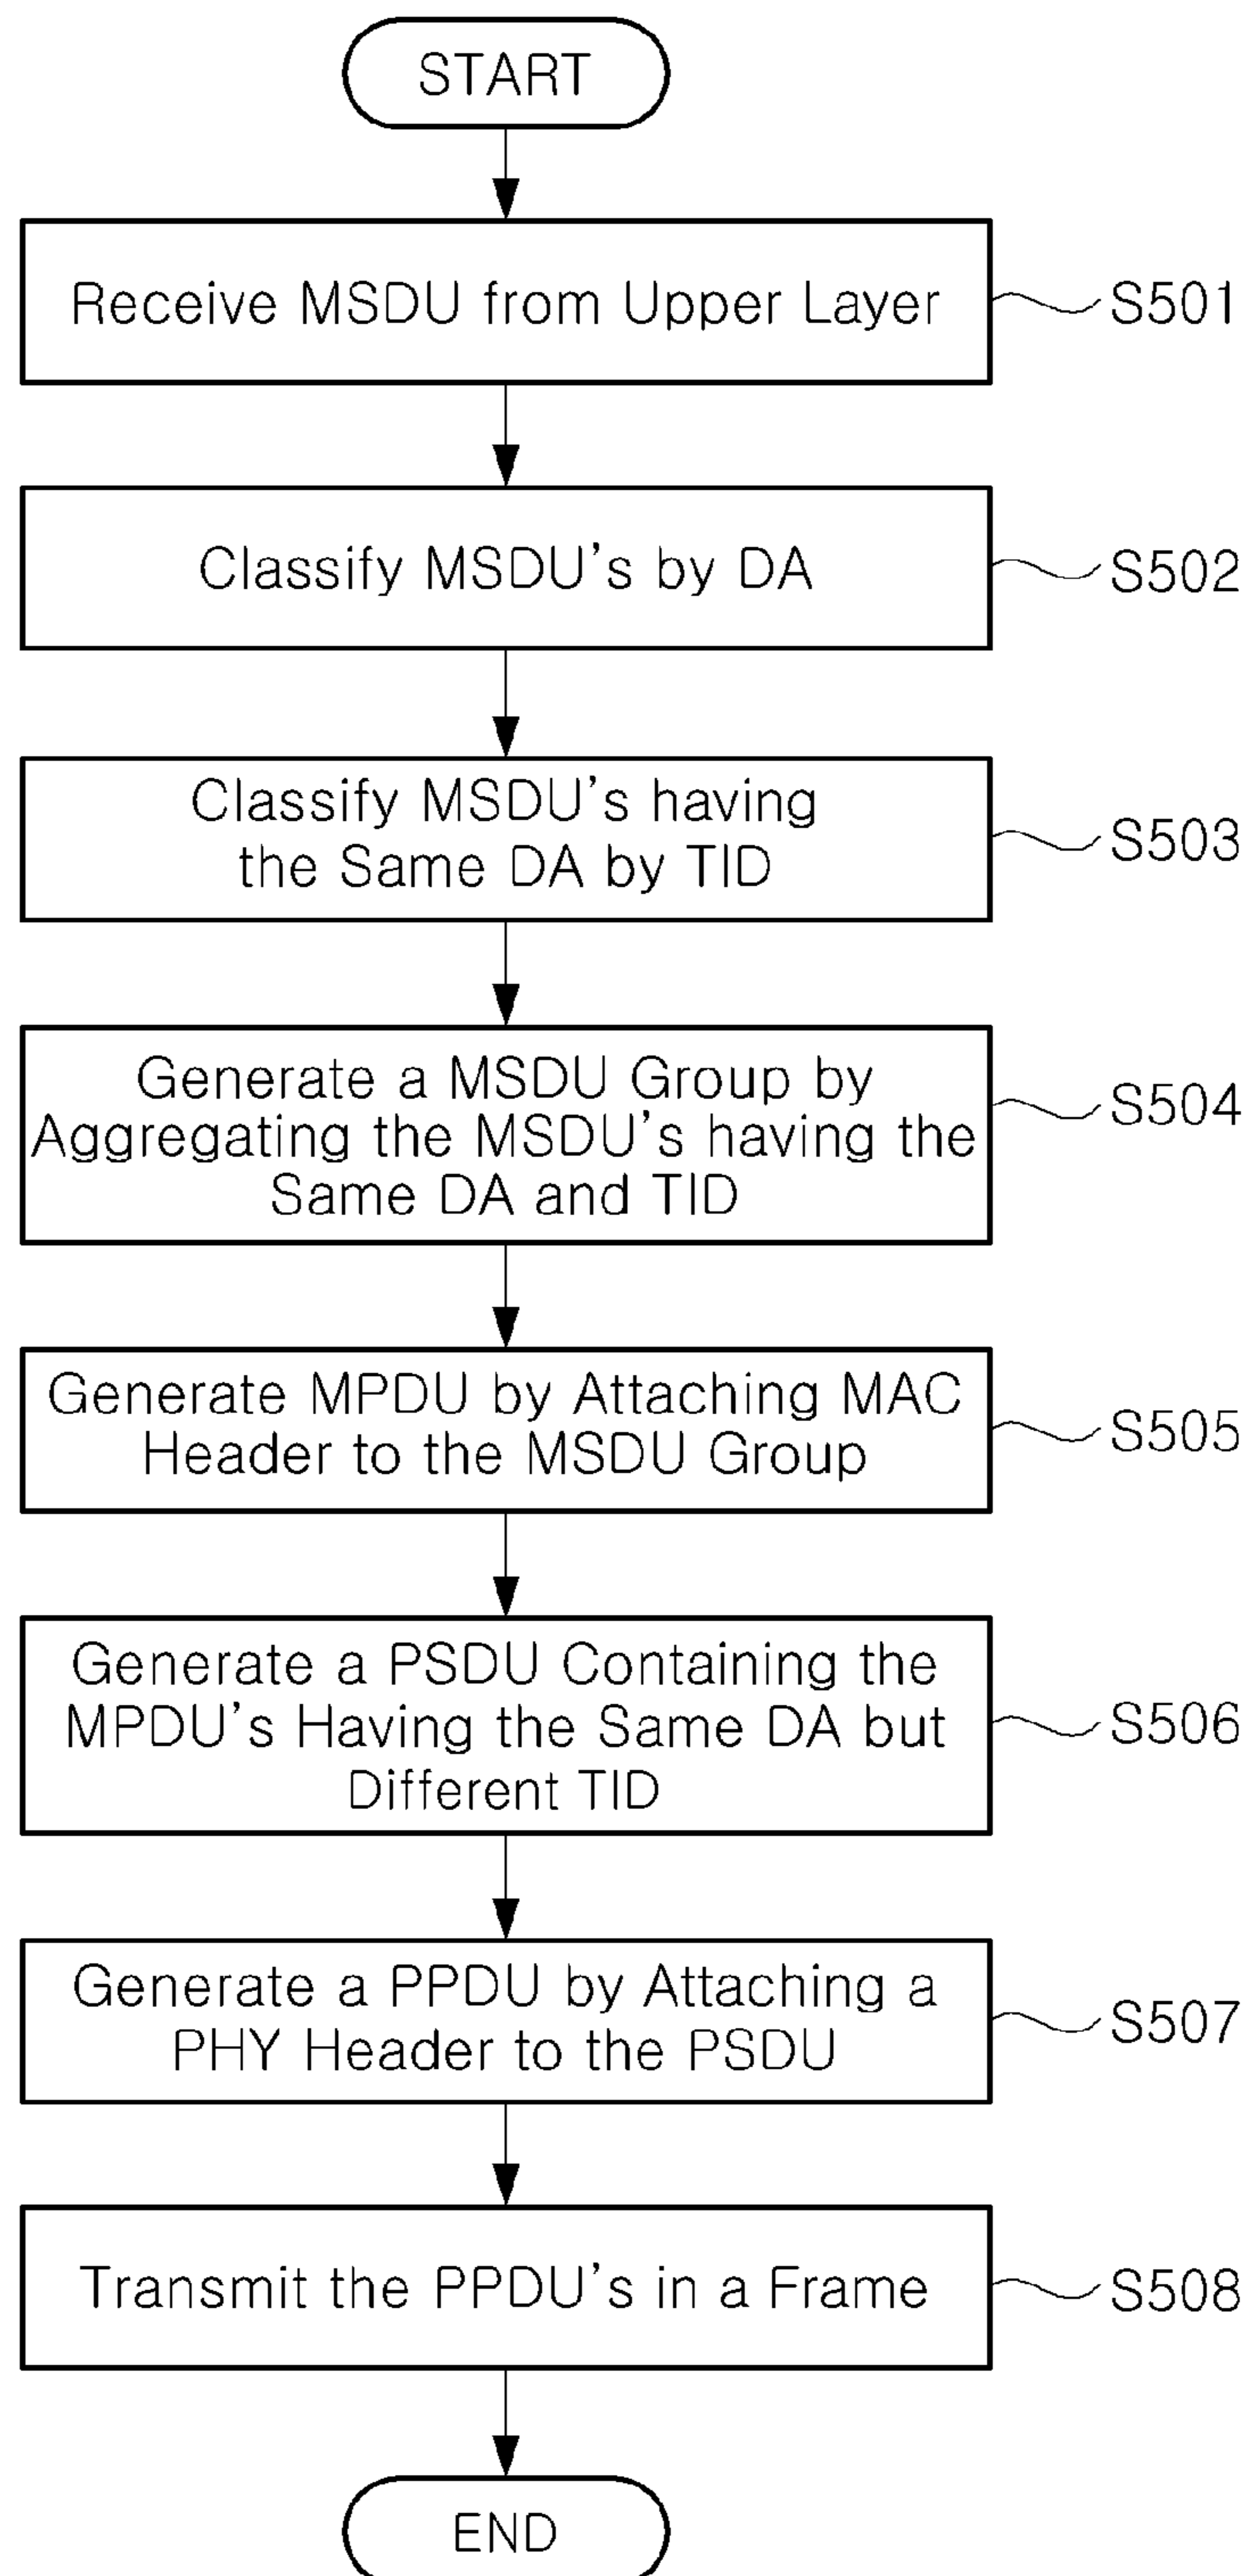 START
Receive MSDU from Upper Layer
S501
Classify MSDU's by DA
S502
Classify MSDU's having
the Same DA by TID
S503
Generate a MSDU Group by
Aggregating the MSDU's having the
Same DA and TID
S504
Generate MPDU by Attaching MAC
Header to the MSDU Group
S505
Generate a PSDU Containing the
MPDU's Having the Same DA but
Different TID
S506
Generate a PPDU by Attaching a
PHY Header to the PSDU
S507
Transmit the PPDU's in a Frame
S508
END